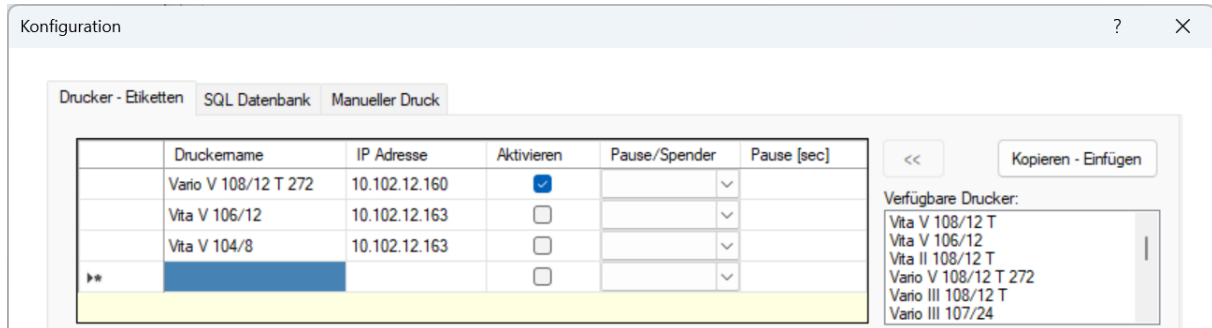 Konfiguration ?
Drucker - Etiketten SQL Datenbank Manueller Druck
Druckername IP Adresse Aktivieren Pause/Spender Pause [sec]
Vario V 108/12 T 272 10.102.12.160
Vita V 106/12 10.102.12.163
Vita V 104/8 10.102.12.163
<< Kopieren - Einfügen
Verfügbare Drucker:
Vita V 108/12 T
Vita V 106/12
Vita II 108/12 T
Vario V 108/12 T 272
Vario III 108/12 T
Vario III 107/24